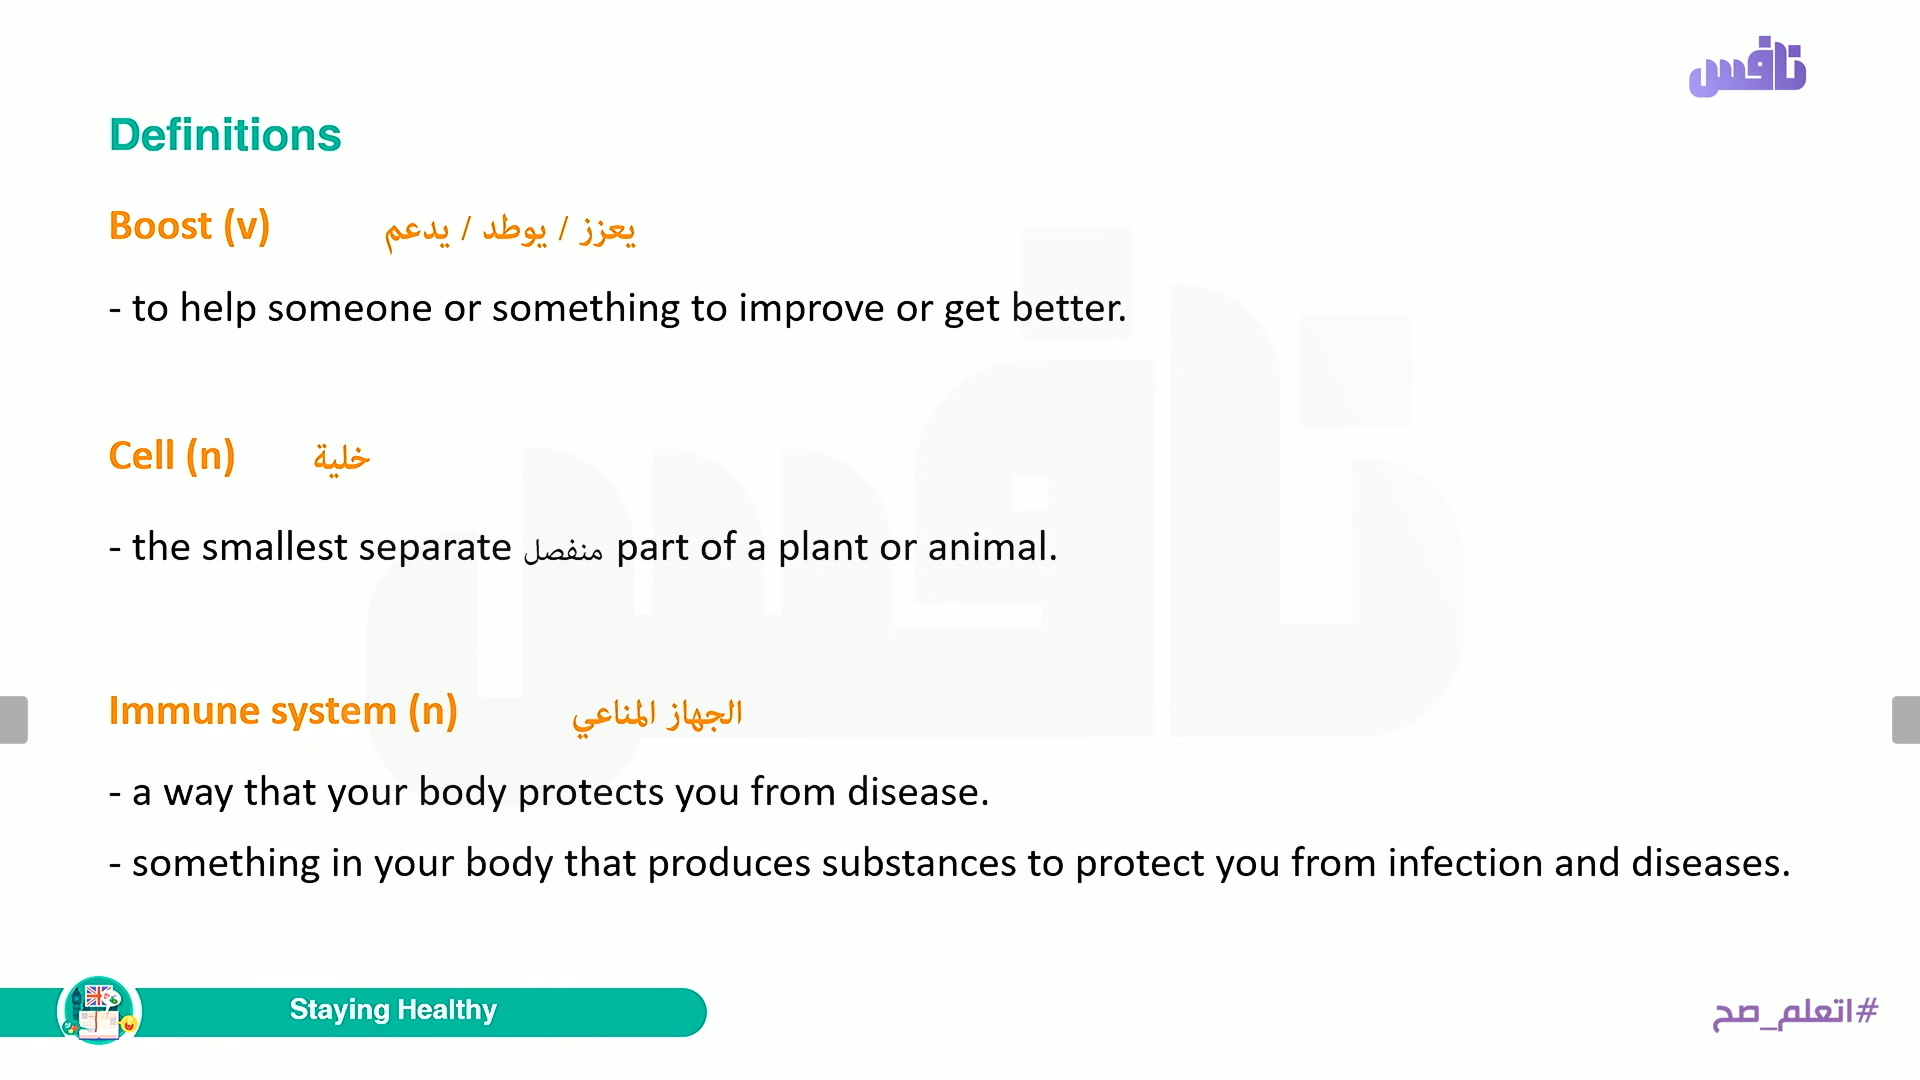 نافس
Definitions
Boost (v) يعزز / يوطد / يدعم
- to help someone or something to improve or get better.
Cell (n) خلية
- the smallest separate منفصل part of a plant or animal.
Immune system (n) الجهاز المناعي
- a way that your body protects you from disease.
- something in your body that produces substances to protect you from infection and diseases.
Staying Healthy
#اتعلم_صح